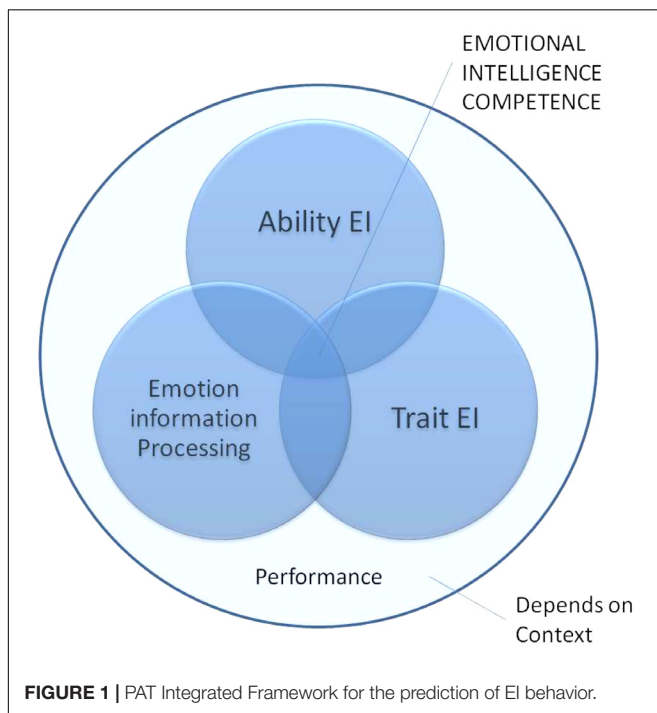 EMOTIONAL
INTELLIGENCE
COMPETENCE
Ability EI
Emotion
information
Processing
Trait EI
Performance
Depends on
Context
FIGURE 1 | PAT Integrated Framework for the prediction of EI behavior.